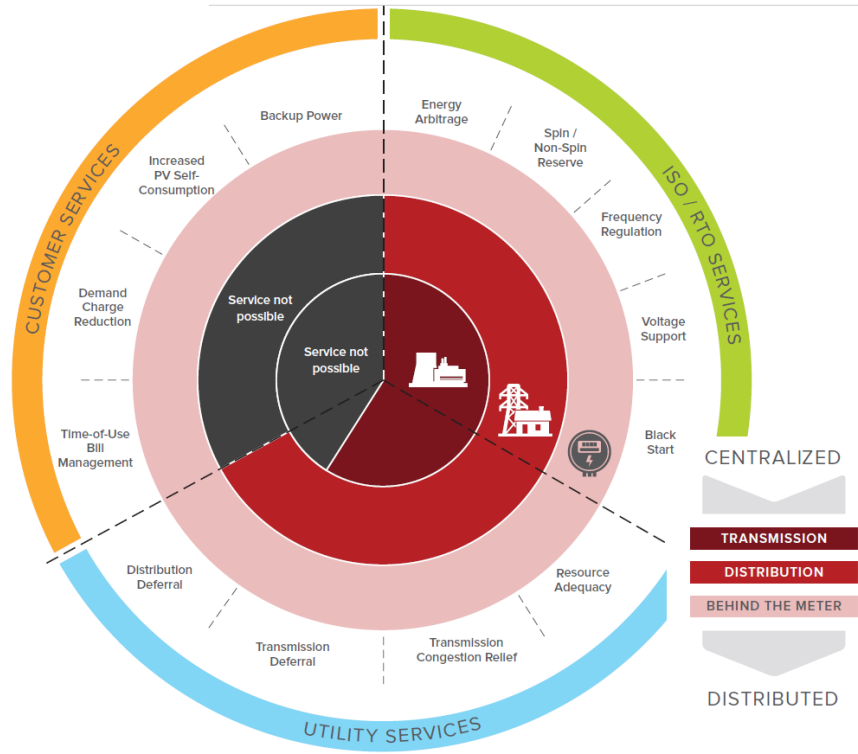 CUSTOMER SERVICES
ISO / RTO SERVICES
UTILITY SERVICES
Backup Power
Increased
PV Self-
Consumption
Demand
Charge
Reduction
Time-of-Use
Bill
Management
Energy
Arbitrage
Spin /
Non-Spin
Reserve
Frequency
Regulation
Voltage
Support
Black
Start
Service not
possible
Service not
possible
Distribution
Deferral
Transmission
Deferral
Transmission
Congestion Relief
Resource
Adequacy
CENTRALIZED
TRANSMISSION
DISTRIBUTION
BEHIND THE METER
DISTRIBUTED